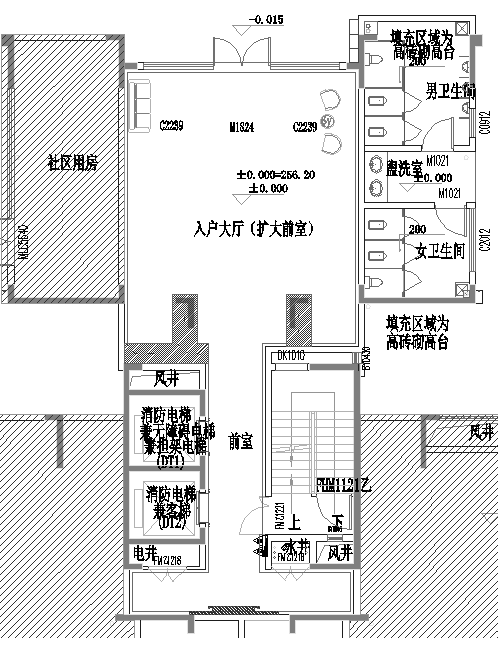 -0.015
填充区域为
高砖砌高台
200
男卫生间
C0912
C2239
M1824
C2239
社区用房
盥洗室
M1021
±0.000=256.20
±0.000
±0.000
M1021
入户大厅（扩大前室）
200
女卫生间
C2012
MLC5640
填充区域为
高砖砌高台
DK1016
风井
消防电梯
兼无障碍电梯
兼担架电梯
(DT1)
前室
风井
消防电梯
兼客梯
(DT2)
FHM1121乙
FMZ1221
上
下
电井
水井
风井
FMZ1216
FMZ1216